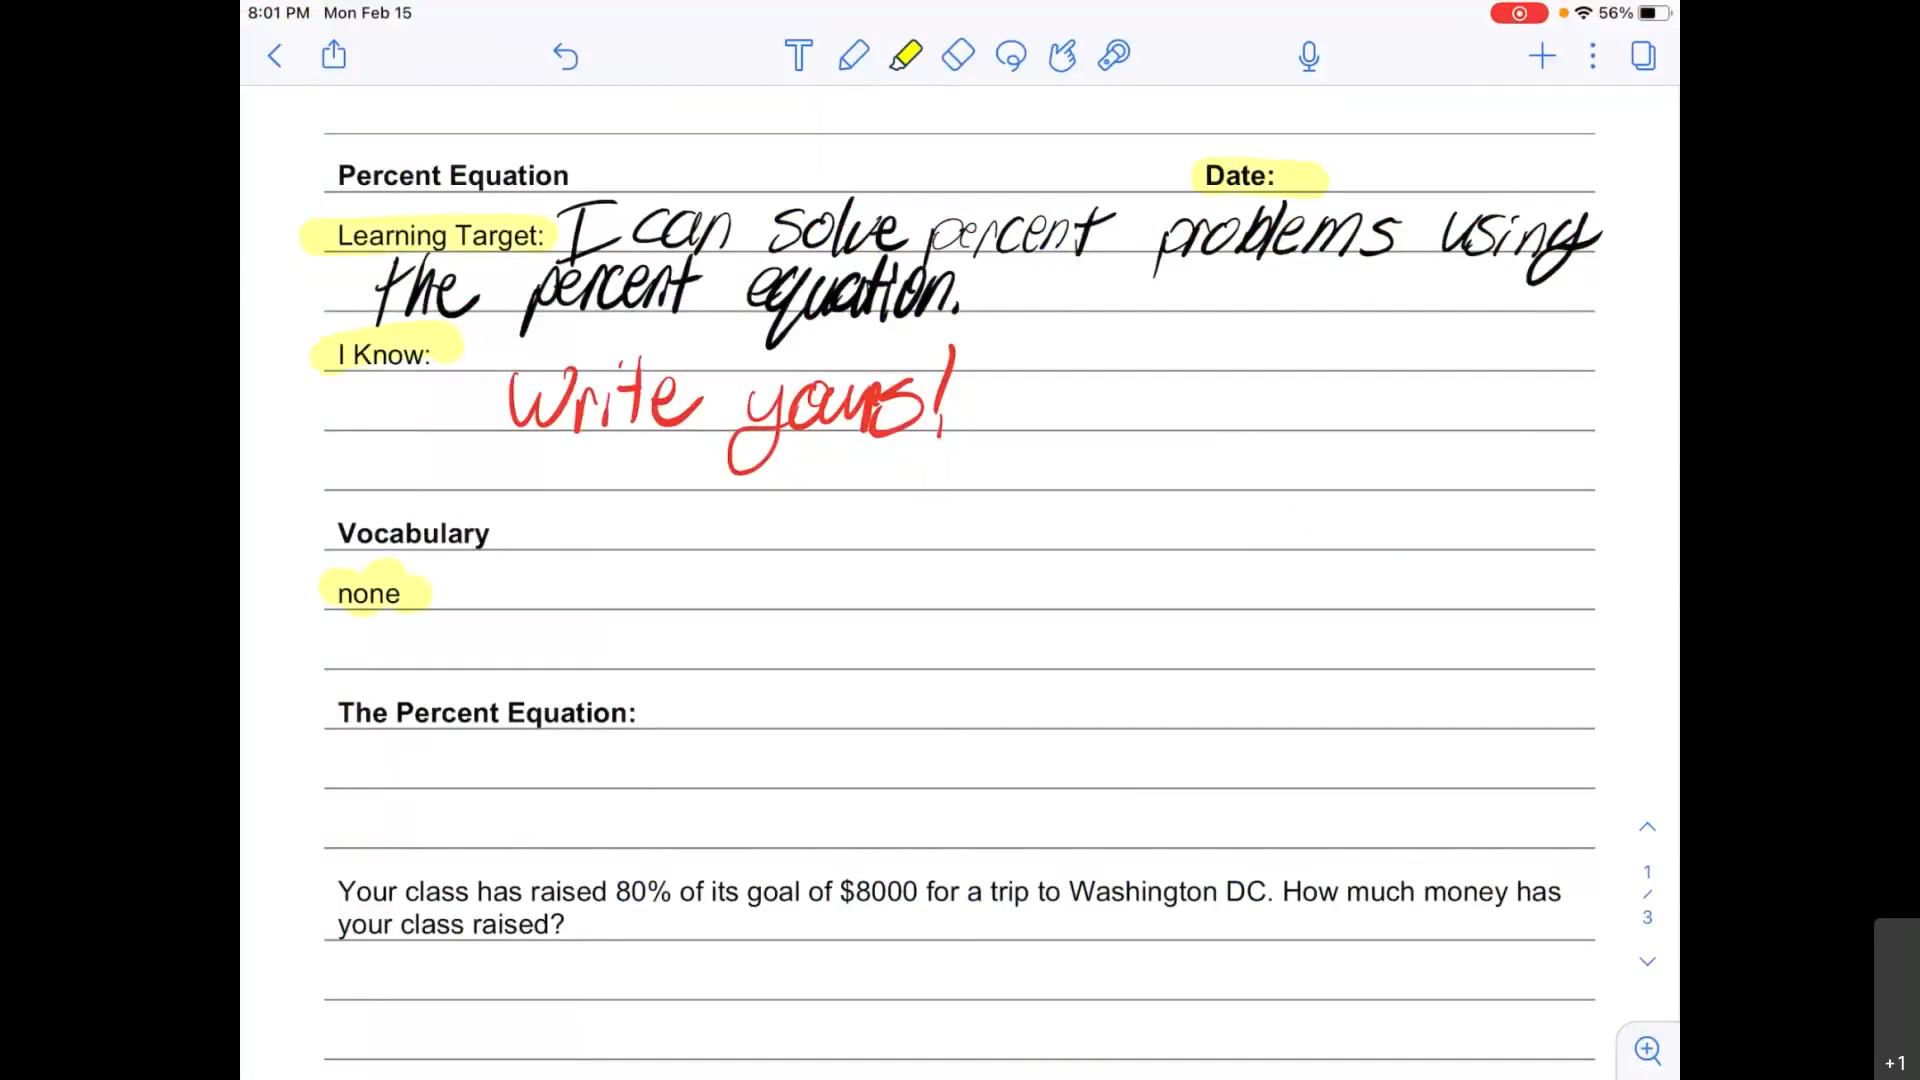 8:01 PM Mon Feb 15 56%
Percent Equation Date:
Learning Target: I can solve percent problems using
the percent equation.
I Know:
Write yours!
Vocabulary
none
The Percent Equation:
Your class has raised 80% of its goal of $8000 for a trip to Washington DC. How much money has
your class raised?
1
/
3
+1